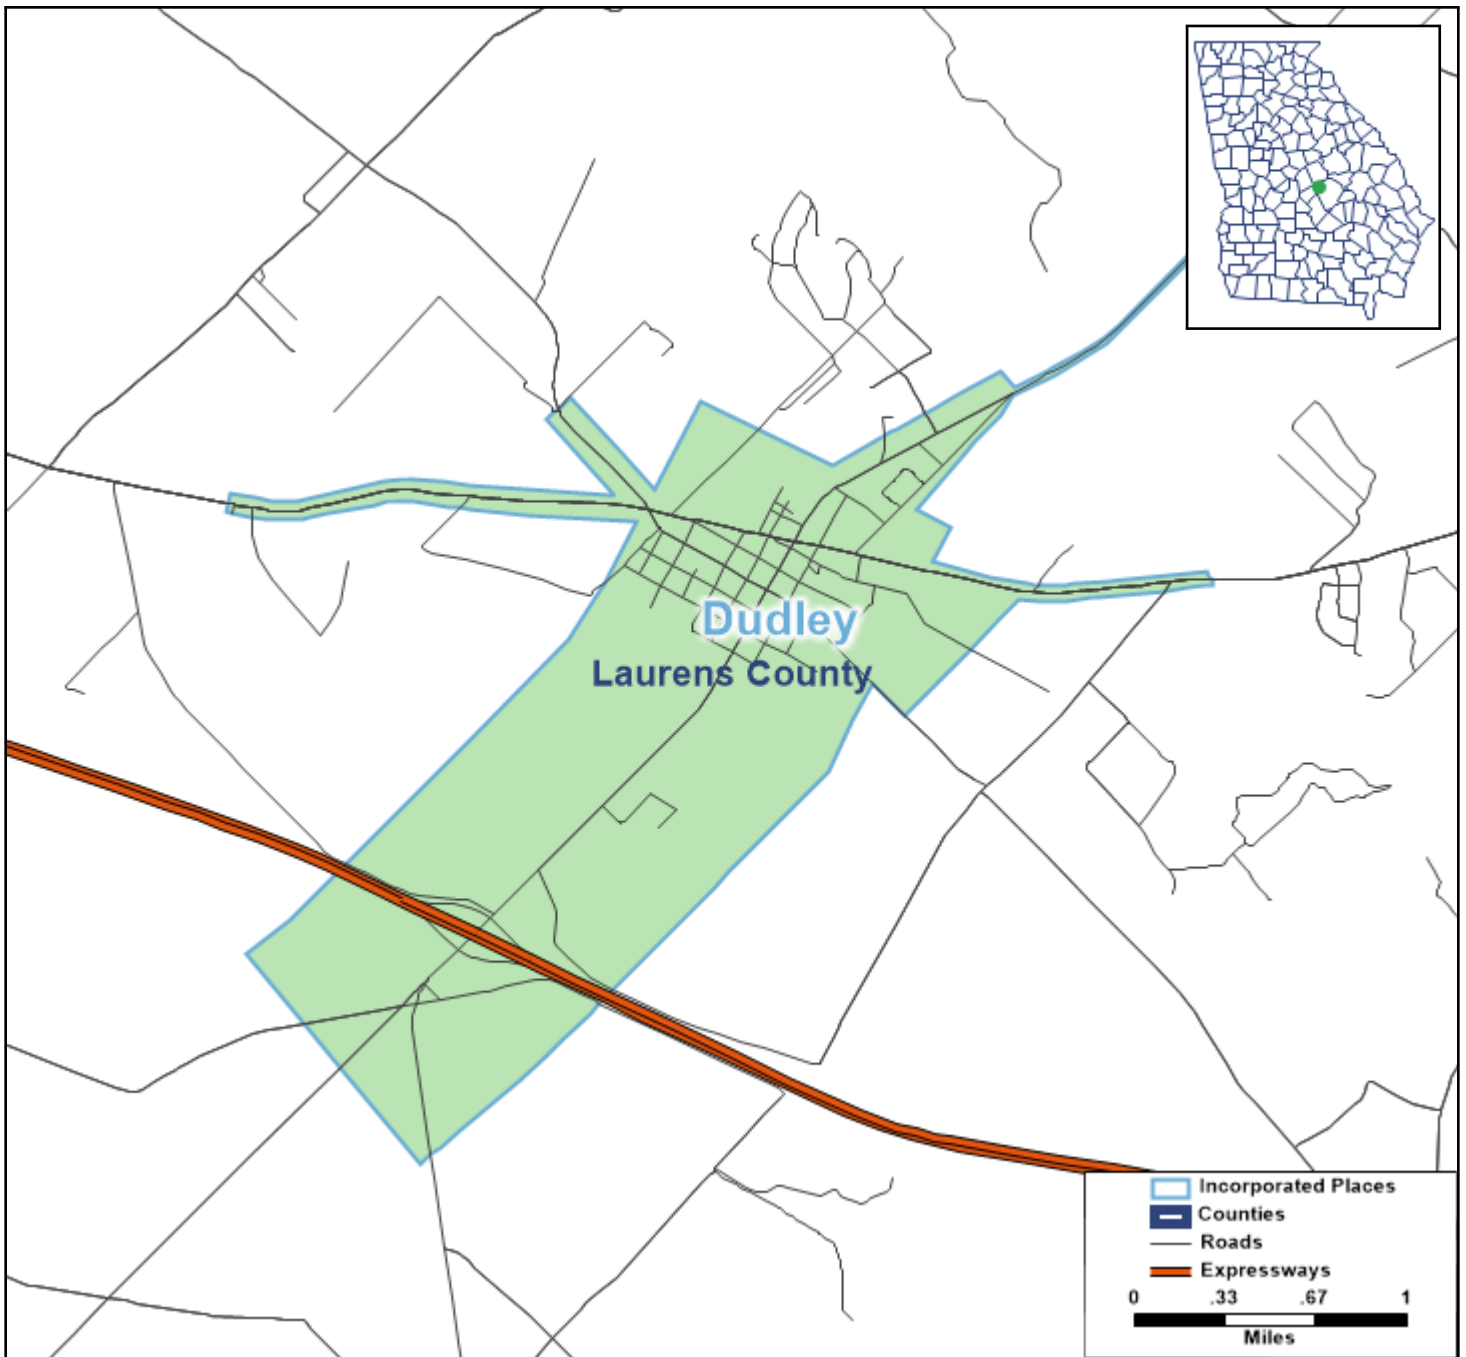 Dudley
Laurens County
Incorporated Places
Counties
Roads
Expressways
0 .33 .67 1
Miles